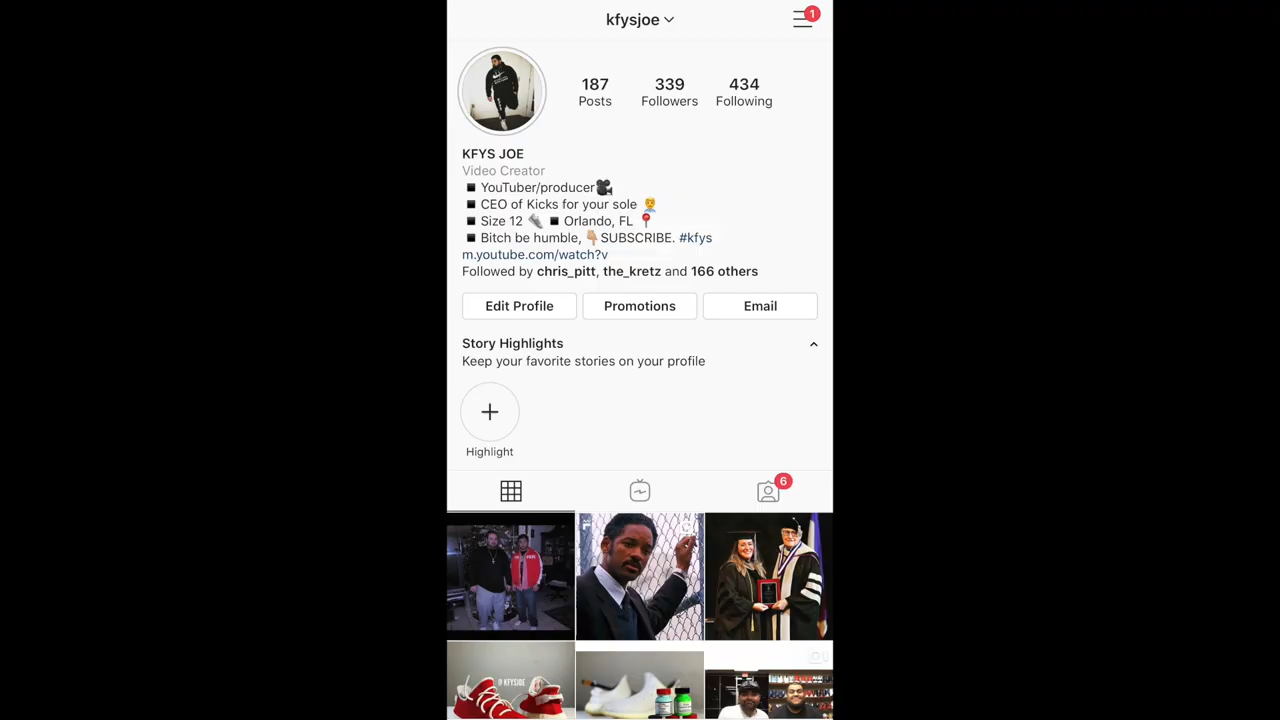 kfysjoe
1
187 339 434
Posts Followers Following
KFYS JOE
Video Creator
◾ YouTuber/producer🎥
◾ CEO of Kicks for your sole 👨‍💼
◾ Size 12 👟 ◾ Orlando, FL 📍
◾ Bitch be humble, 👇🏼SUBSCRIBE. #kfys
m.youtube.com/watch?v
Followed by chris_pitt, the_kretz and 166 others
Edit Profile Promotions Email
Story Highlights
Keep your favorite stories on your profile
Highlight
6
@KFYSJOE